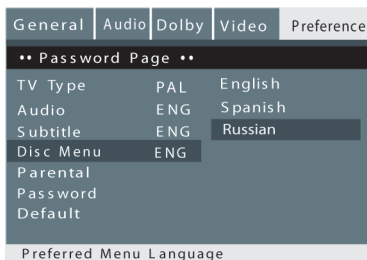 General Audio Dolby Video Preference
•• Password Page ••
TV Type PAL English
Audio ENG Spanish
Subtitle ENG Russian
Disc Menu ENG
Parental
Password
Default
Preferred Menu Language